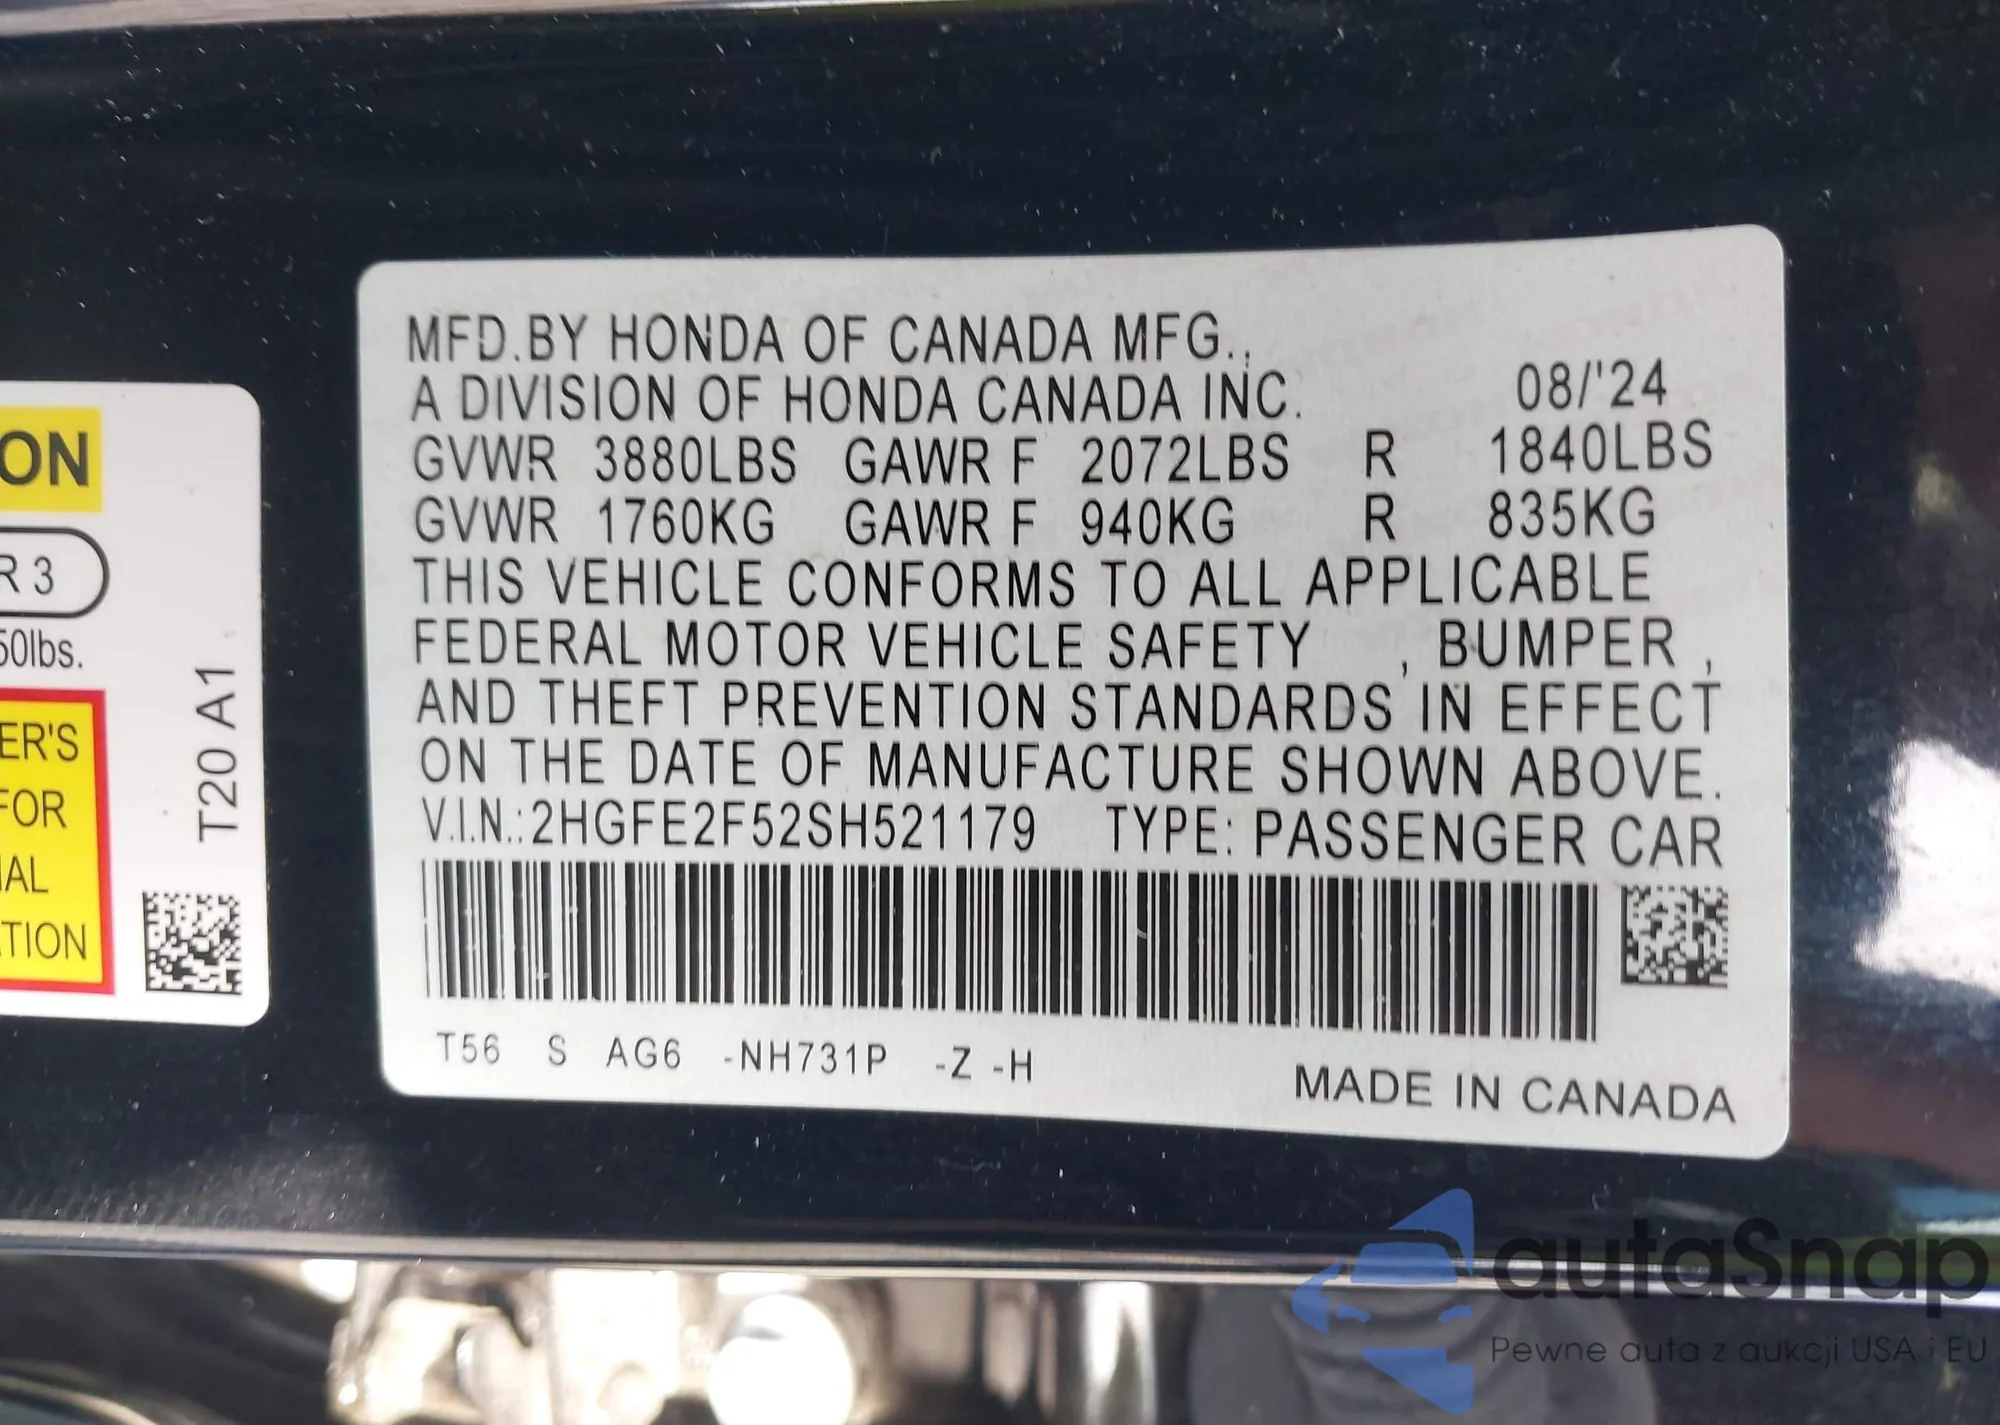 ON
R 3
50lbs.
ER'S
FOR
IAL
TION
T20 A1
MFD.BY HONDA OF CANADA MFG.,
A DIVISION OF HONDA CANADA INC. 08/'24
GVWR 3880LBS GAWR F 2072LBS R 1840LBS
GVWR 1760KG GAWR F 940KG R 835KG
THIS VEHICLE CONFORMS TO ALL APPLICABLE
FEDERAL MOTOR VEHICLE SAFETY , BUMPER ,
AND THEFT PREVENTION STANDARDS IN EFFECT
ON THE DATE OF MANUFACTURE SHOWN ABOVE.
V.I.N.:2HGFE2F52SH521179 TYPE: PASSENGER CAR
T56 S AG6 -NH731P -Z -H
MADE IN CANADA
autaSnap
Pewne auta z aukcji USA i EU